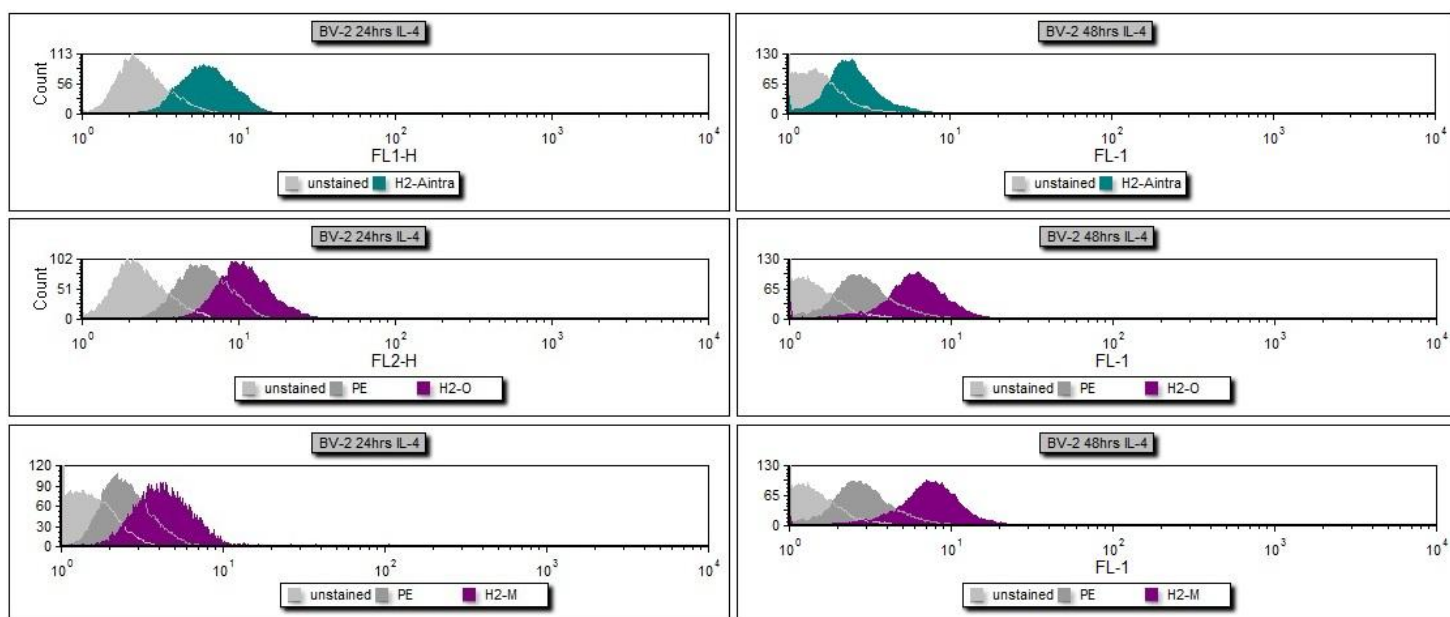 BV-2 24hrs IL-4
113
56
0
Count
10^0 10^1 10^2 10^3 10^4
FL1-H
unstained H2-Aintra
BV-2 48hrs IL-4
130
65
0
10^0 10^1 10^2 10^3 10^4
FL-1
unstained H2-Aintra
BV-2 24hrs IL-4
102
51
0
Count
10^0 10^1 10^2 10^3 10^4
FL2-H
unstained PE H2-O
BV-2 48hrs IL-4
130
65
0
10^0 10^1 10^2 10^3 10^4
FL-1
unstained PE H2-O
BV-2 24hrs IL-4
120
90
60
30
0
10^0 10^1 10^2 10^3 10^4
unstained PE H2-M
BV-2 48hrs IL-4
130
65
0
10^0 10^1 10^2 10^3 10^4
FL-1
unstained PE H2-M